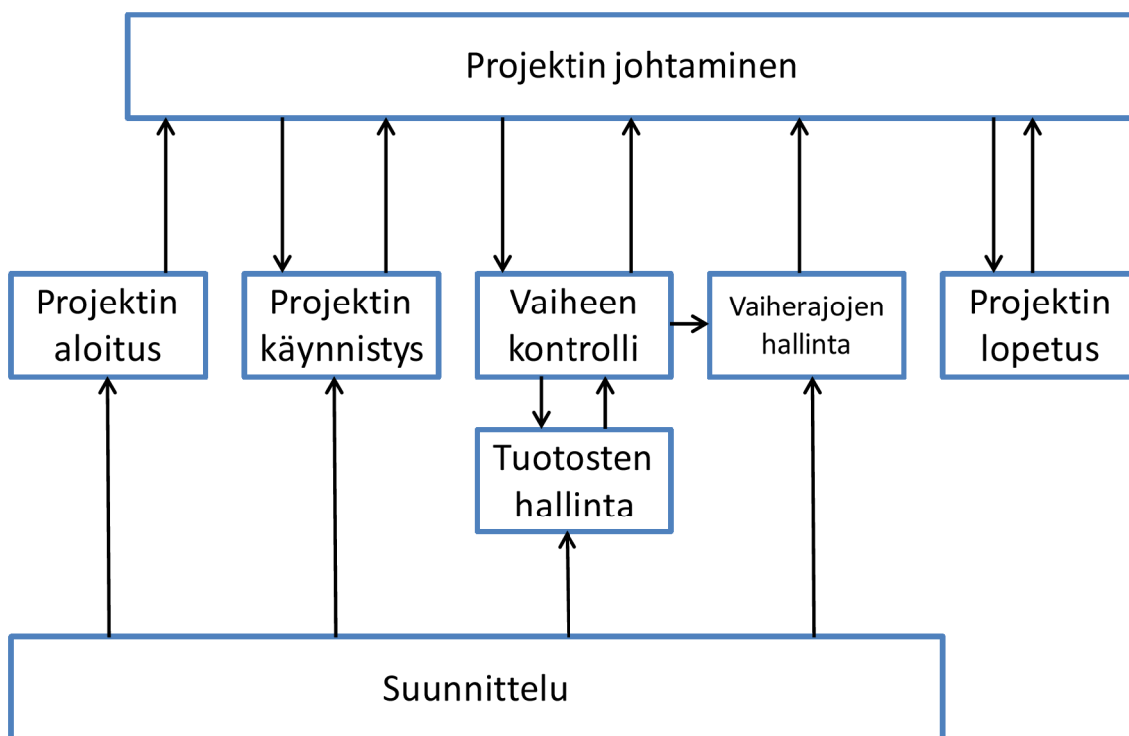 Projektin johtaminen
Projektin
aloitus
Projektin
käynnistys
Vaiheen
kontrolli
Vaiherajojen
hallinta
Projektin
lopetus
Tuotosten
hallinta
Suunnittelu